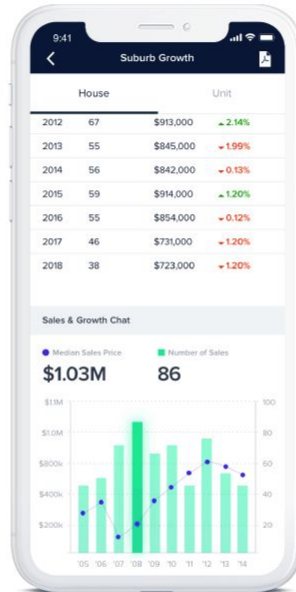 9:41
Suburb Growth
House Unit
2012 67 $913,000 2.14%
2013 55 $845,000 1.99%
2014 56 $842,000 0.13%
2015 59 $914,000 1.20%
2016 55 $854,000 0.12%
2017 46 $731,000 1.20%
2018 38 $723,000 1.20%
Sales & Growth Chat
Median Sales Price Number of Sales
$1.03M 86
$1.1M 100
$1.0M 80
$800k 60
$400k 40
$200k 20
'05 '06 '07 '08 '09 '10 '11 '12 '13 '14